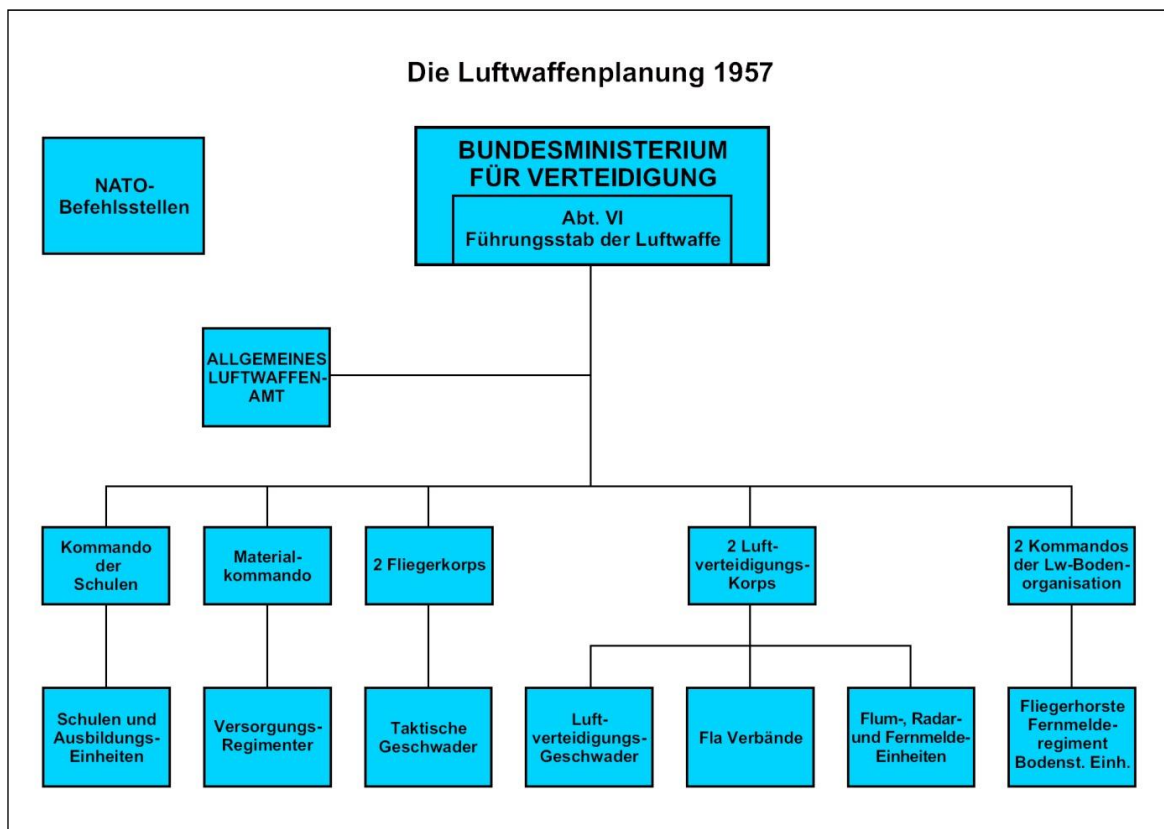 Die Luftwaffenplanung 1957
NATO-
Befehlsstellen
BUNDESMINISTERIUM
FÜR VERTEIDIGUNG
Abt. VI
Führungsstab der Luftwaffe
ALLGEMEINES
LUFTWAFFEN-
AMT
Kommando
der
Schulen
Material-
kommando
2 Fliegerkorps
2 Luft-
verteidigungs-
Korps
2 Kommandos
der Lw-Boden-
organisation
Schulen und
Ausbildungs-
Einheiten
Versorgungs-
Regimenter
Taktische
Geschwader
Luft-
verteidigungs-
Geschwader
Fla Verbände
Flum-, Radar-
und Fernmelde-
Einheiten
Fliegerhorste
Fernmelde-
regiment
Bodenst. Einh.